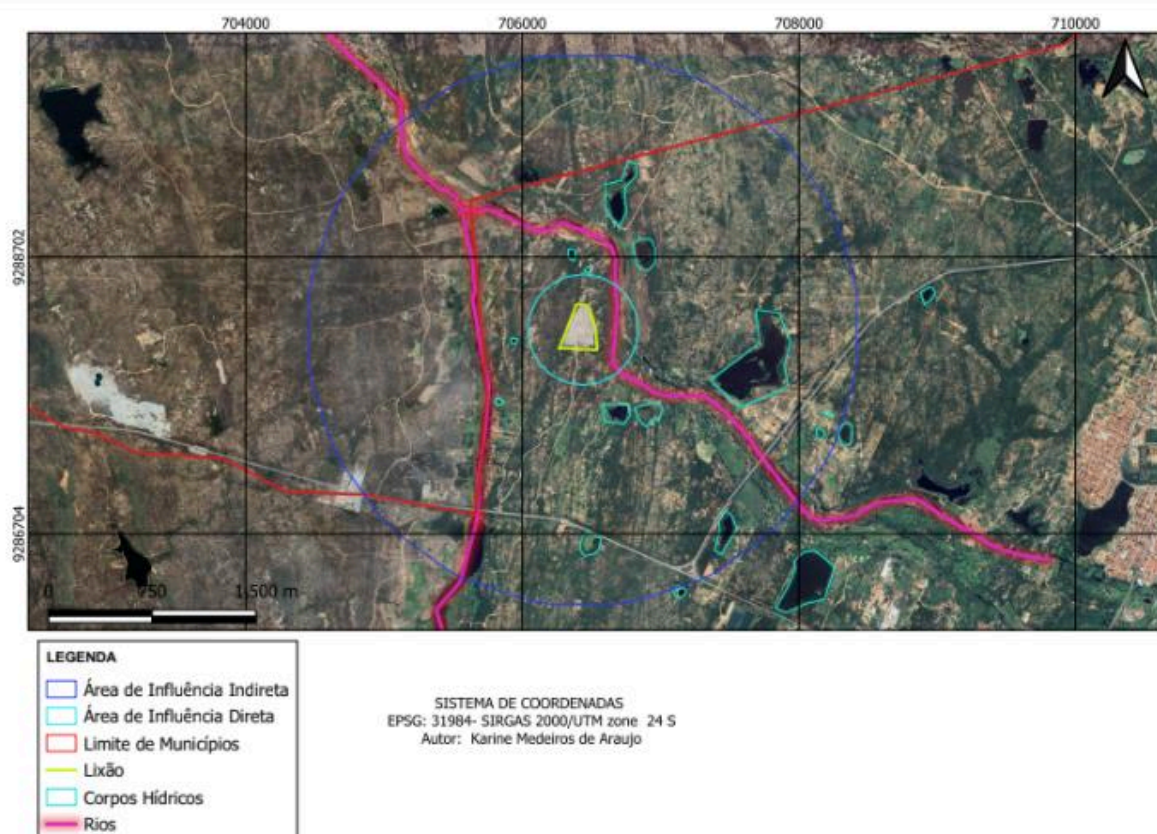 704000 706000 708000 710000
9288702
9286704
0 750 1.500 m
LEGENDA
Área de Influência Indireta
Área de Influência Direta
Limite de Municípios
Lixão
Corpos Hídricos
Rios
SISTEMA DE COORDENADAS
EPSG: 31984- SIRGAS 2000/UTM zone 24 S
Autor: Karine Medeiros de Araujo